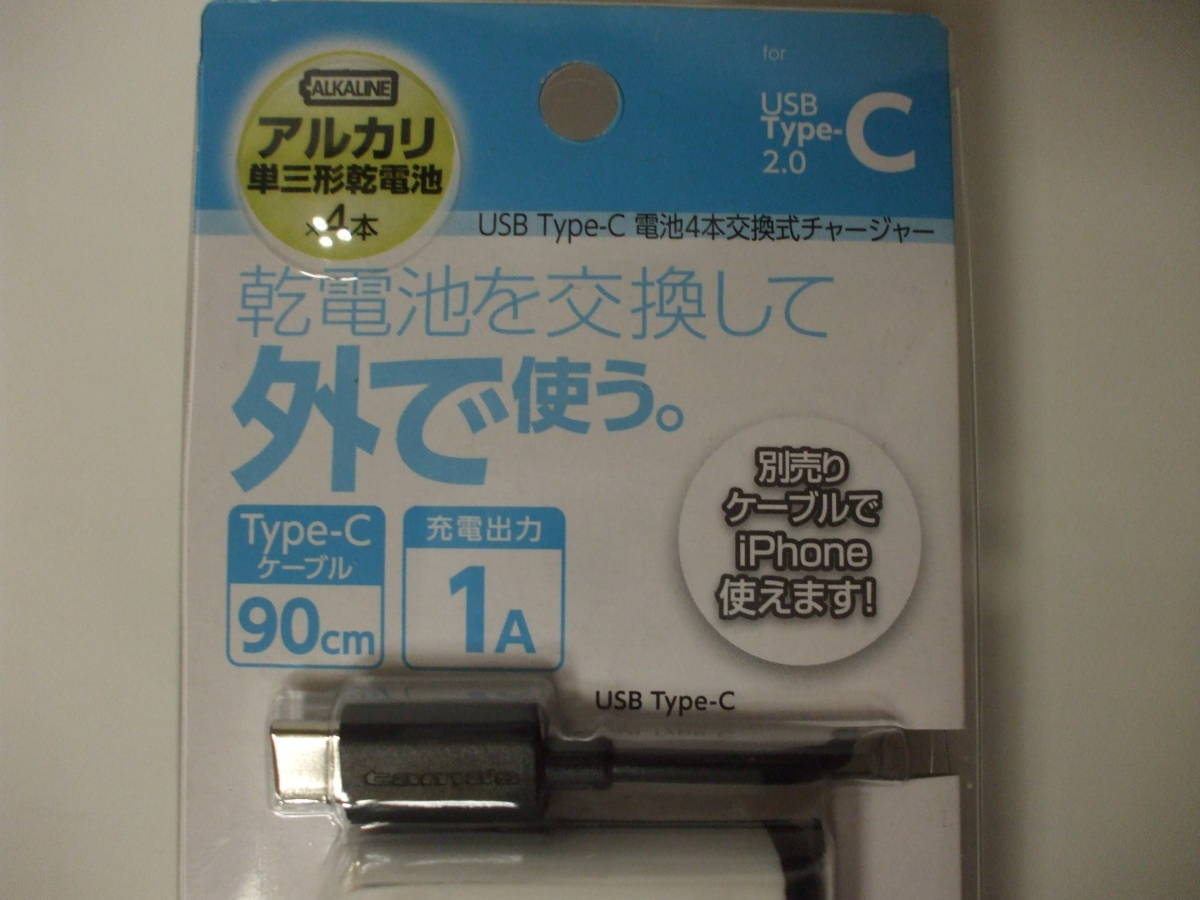 ALKALINE
アルカリ
単三形乾電池
×4本
for
USB
Type-C
2.0
USB Type-C 電池4本交換式チャージャー
乾電池を交換して
外で使う。
Type-C
ケーブル
90cm
充電出力
1A
別売り
ケーブルで
iPhone
使えます!
USB Type-C